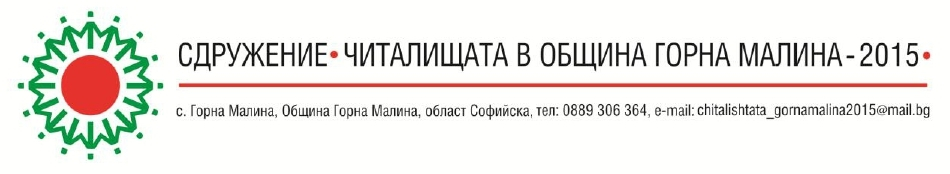 СДРУЖЕНИЕ • ЧИТАЛИЩАТА В ОБЩИНА ГОРНА МАЛИНА - 2015 •
с. Горна Малина, Община Горна Малина, област Софийска, тел: 0889 306 364, e-mail: chitalishtata_gornamalina2015@mail.bg